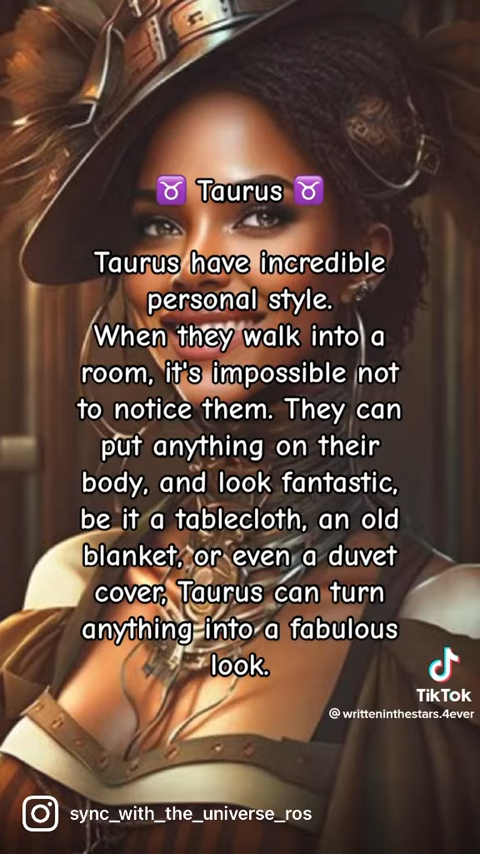 ♉ Taurus ♉
Taurus have incredible
personal style.
When they walk into a
room, it's impossible not
to notice them. They can
put anything on their
body, and look fantastic,
be it a tablecloth, an old
blanket, or even a duvet
cover, Taurus can turn
anything into a fabulous
look.
TikTok
@writteninthestars.4ever
sync_with_the_universe_ros